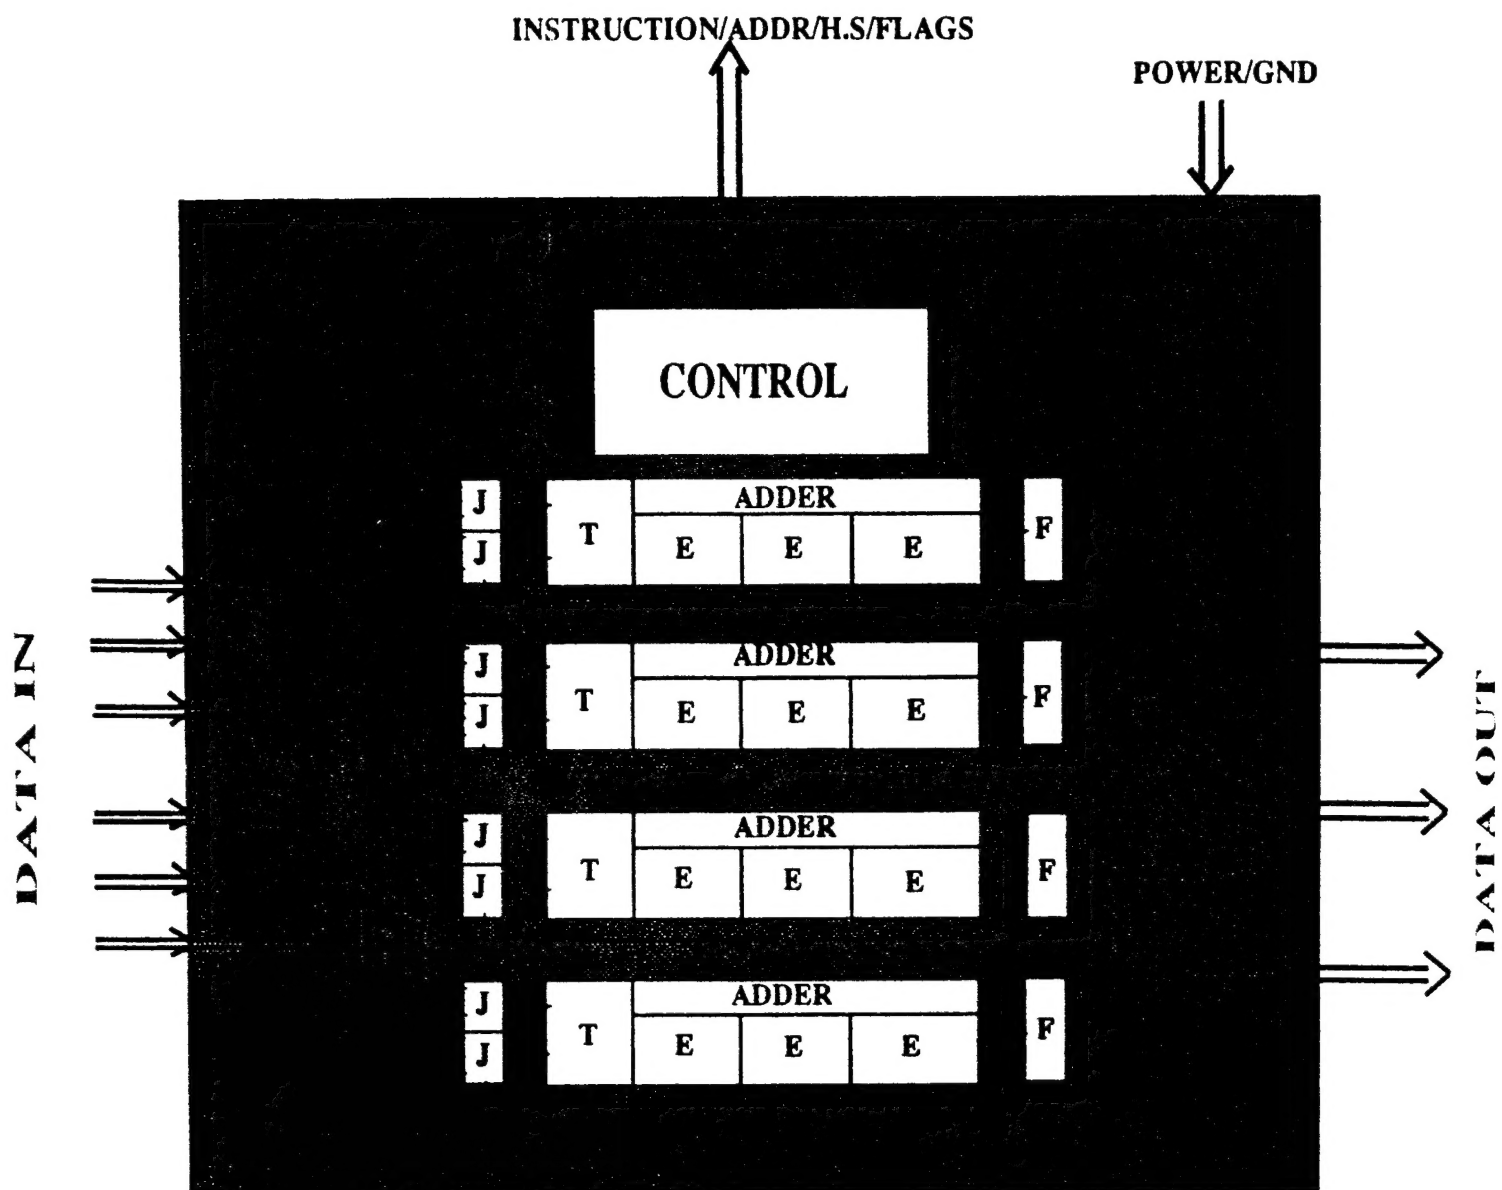 INSTRUCTION/ADDR/H.S/FLAGS
POWER/GND
CONTROL
J
J
T
ADDER
E E E
F
DATA IN
J
J
T
ADDER
E E E
F
DATA OUT
J
J
T
ADDER
E E E
F
J
J
T
ADDER
E E E
F